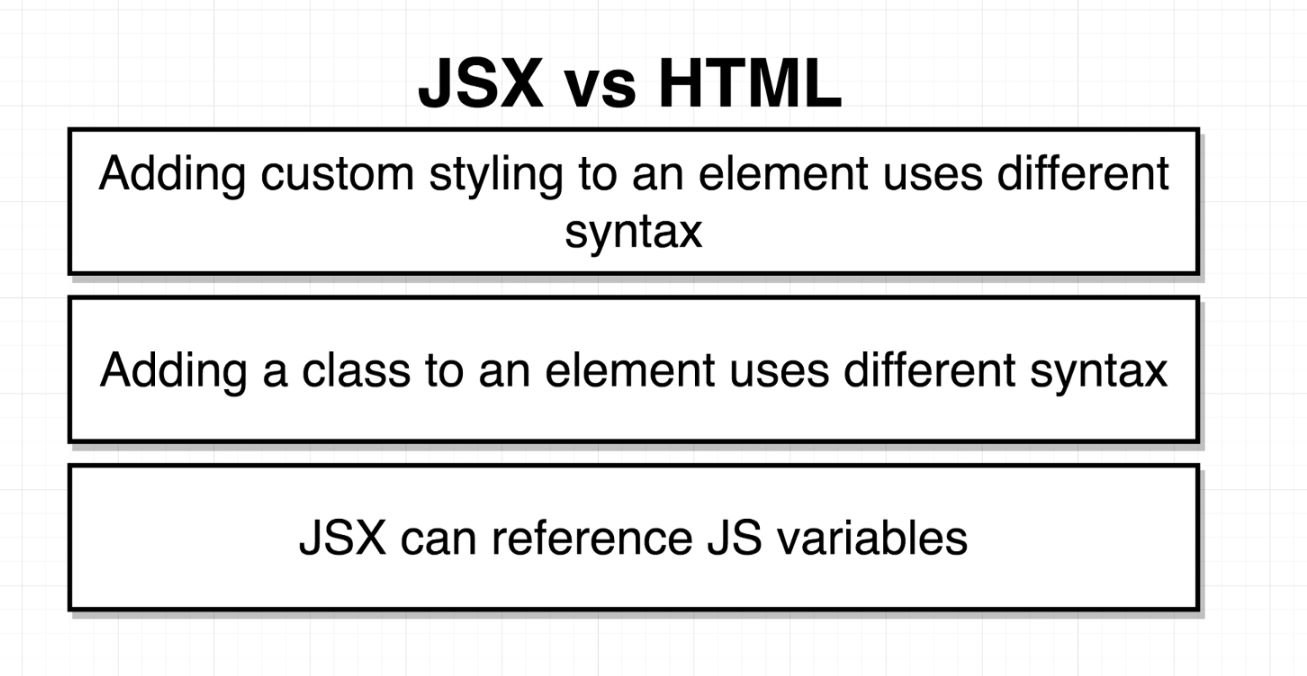 JSX vs HTML
Adding custom styling to an element uses different
syntax
Adding a class to an element uses different syntax
JSX can reference JS variables